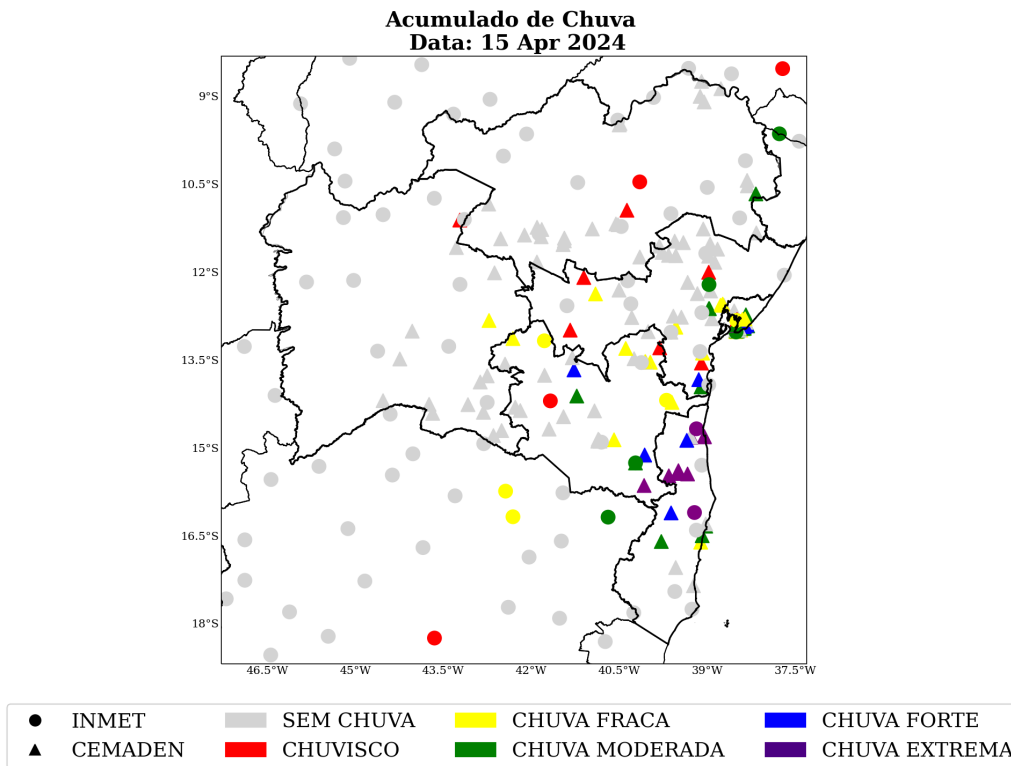 Acumulado de Chuva
Data: 15 Apr 2024
9°S
10.5°S
12°S
13.5°S
15°S
16.5°S
18°S
46.5°W 45°W 43.5°W 42°W 40.5°W 39°W 37.5°W
INMET SEM CHUVA CHUVA FRACA CHUVA FORTE
CEMADEN CHUVISCO CHUVA MODERADA CHUVA EXTREMA